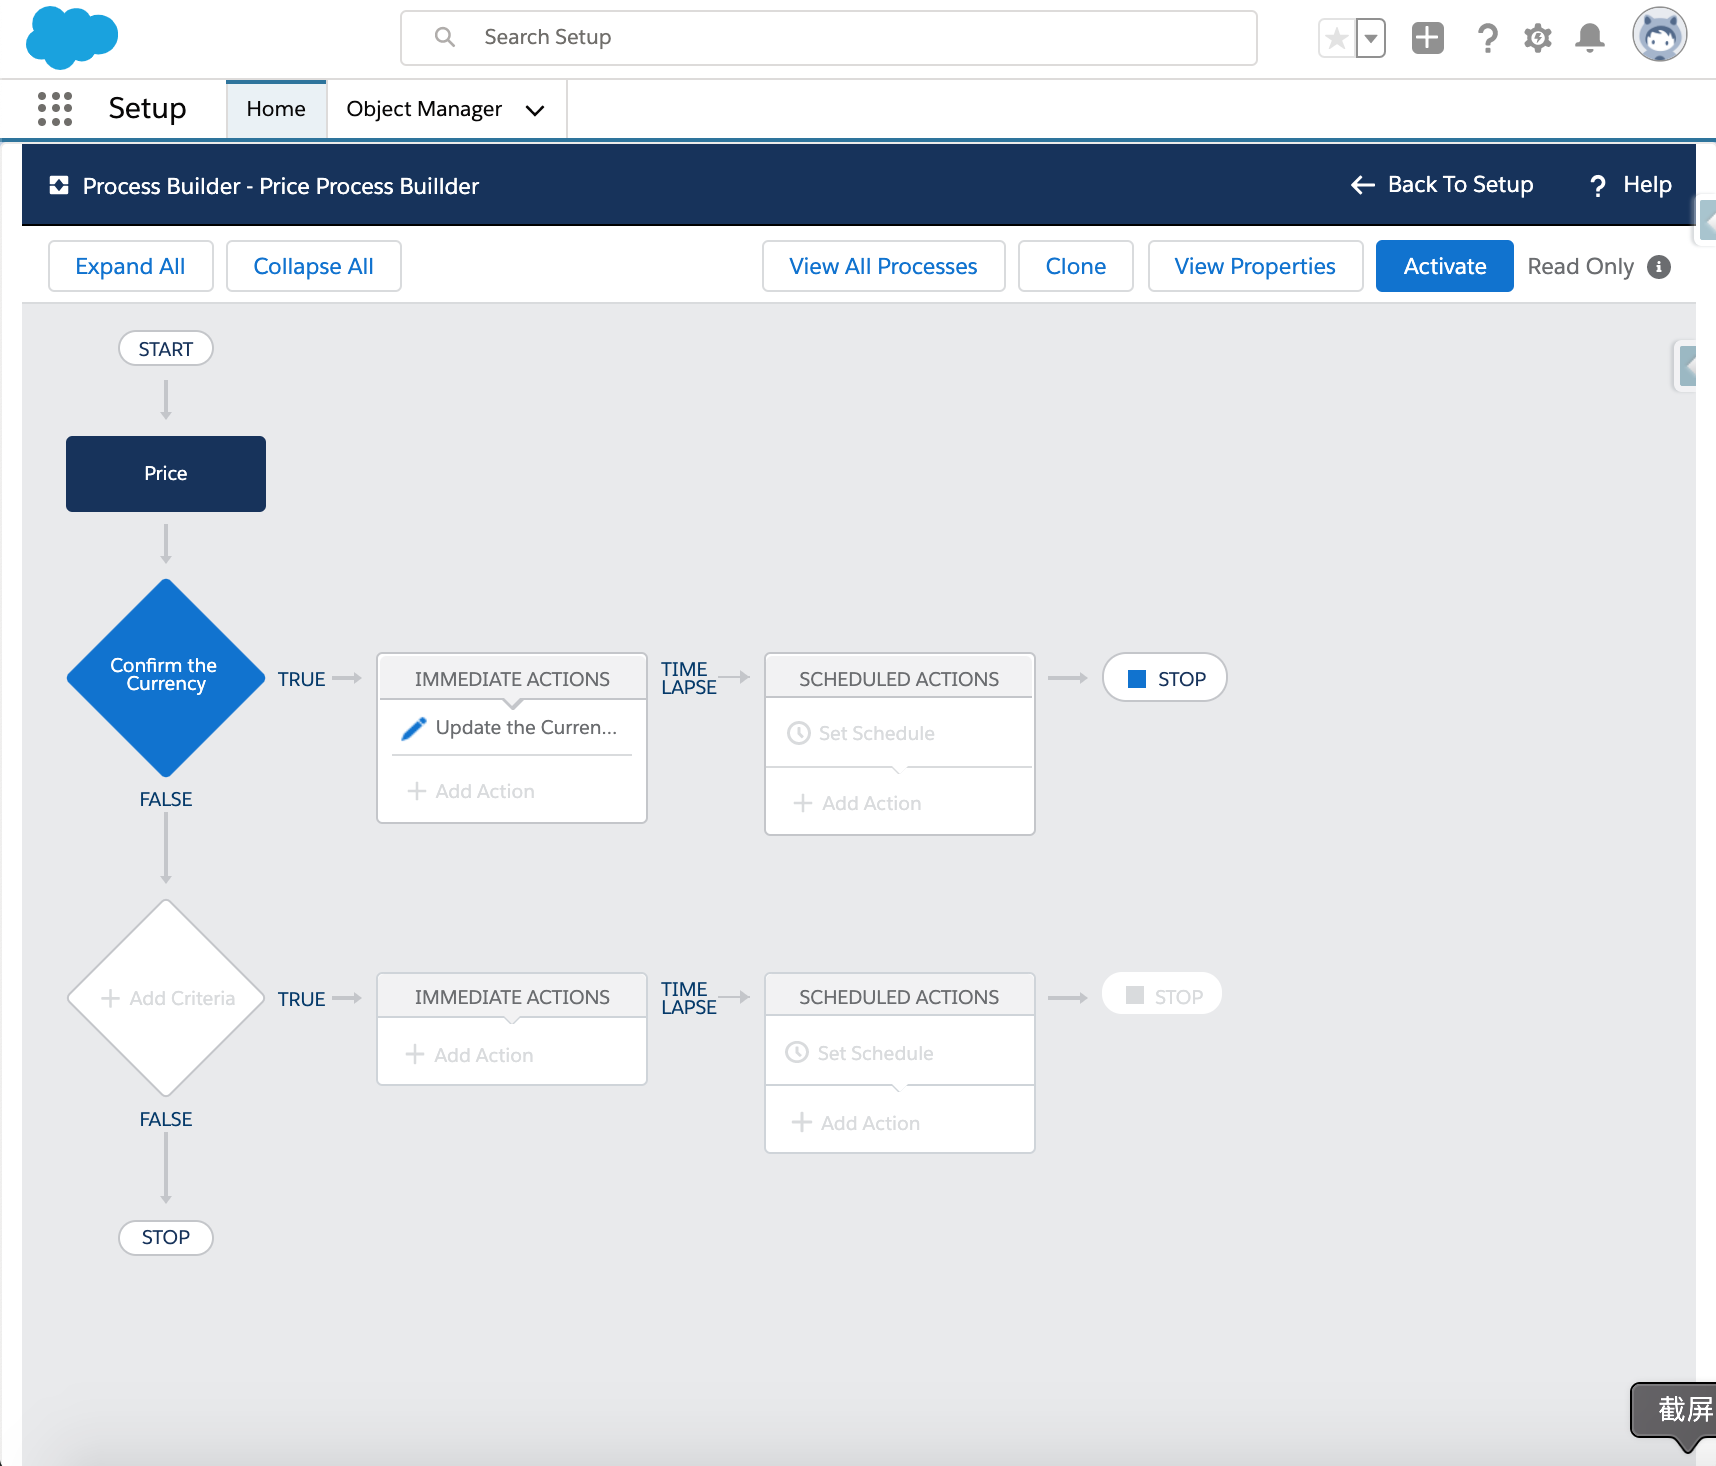 Search Setup
Setup
Home
Object Manager
Process Builder - Price Process Buillder
Back To Setup
? Help
Expand All
Collapse All
View All Processes
Clone
View Properties
Activate
Read Only
START
Price
Confirm the
Currency
TRUE
IMMEDIATE ACTIONS
Update the Curren...
Add Action
TIME
LAPSE
SCHEDULED ACTIONS
Set Schedule
Add Action
STOP
FALSE
Add Criteria
TRUE
IMMEDIATE ACTIONS
Add Action
TIME
LAPSE
SCHEDULED ACTIONS
Set Schedule
Add Action
STOP
FALSE
STOP
截屏